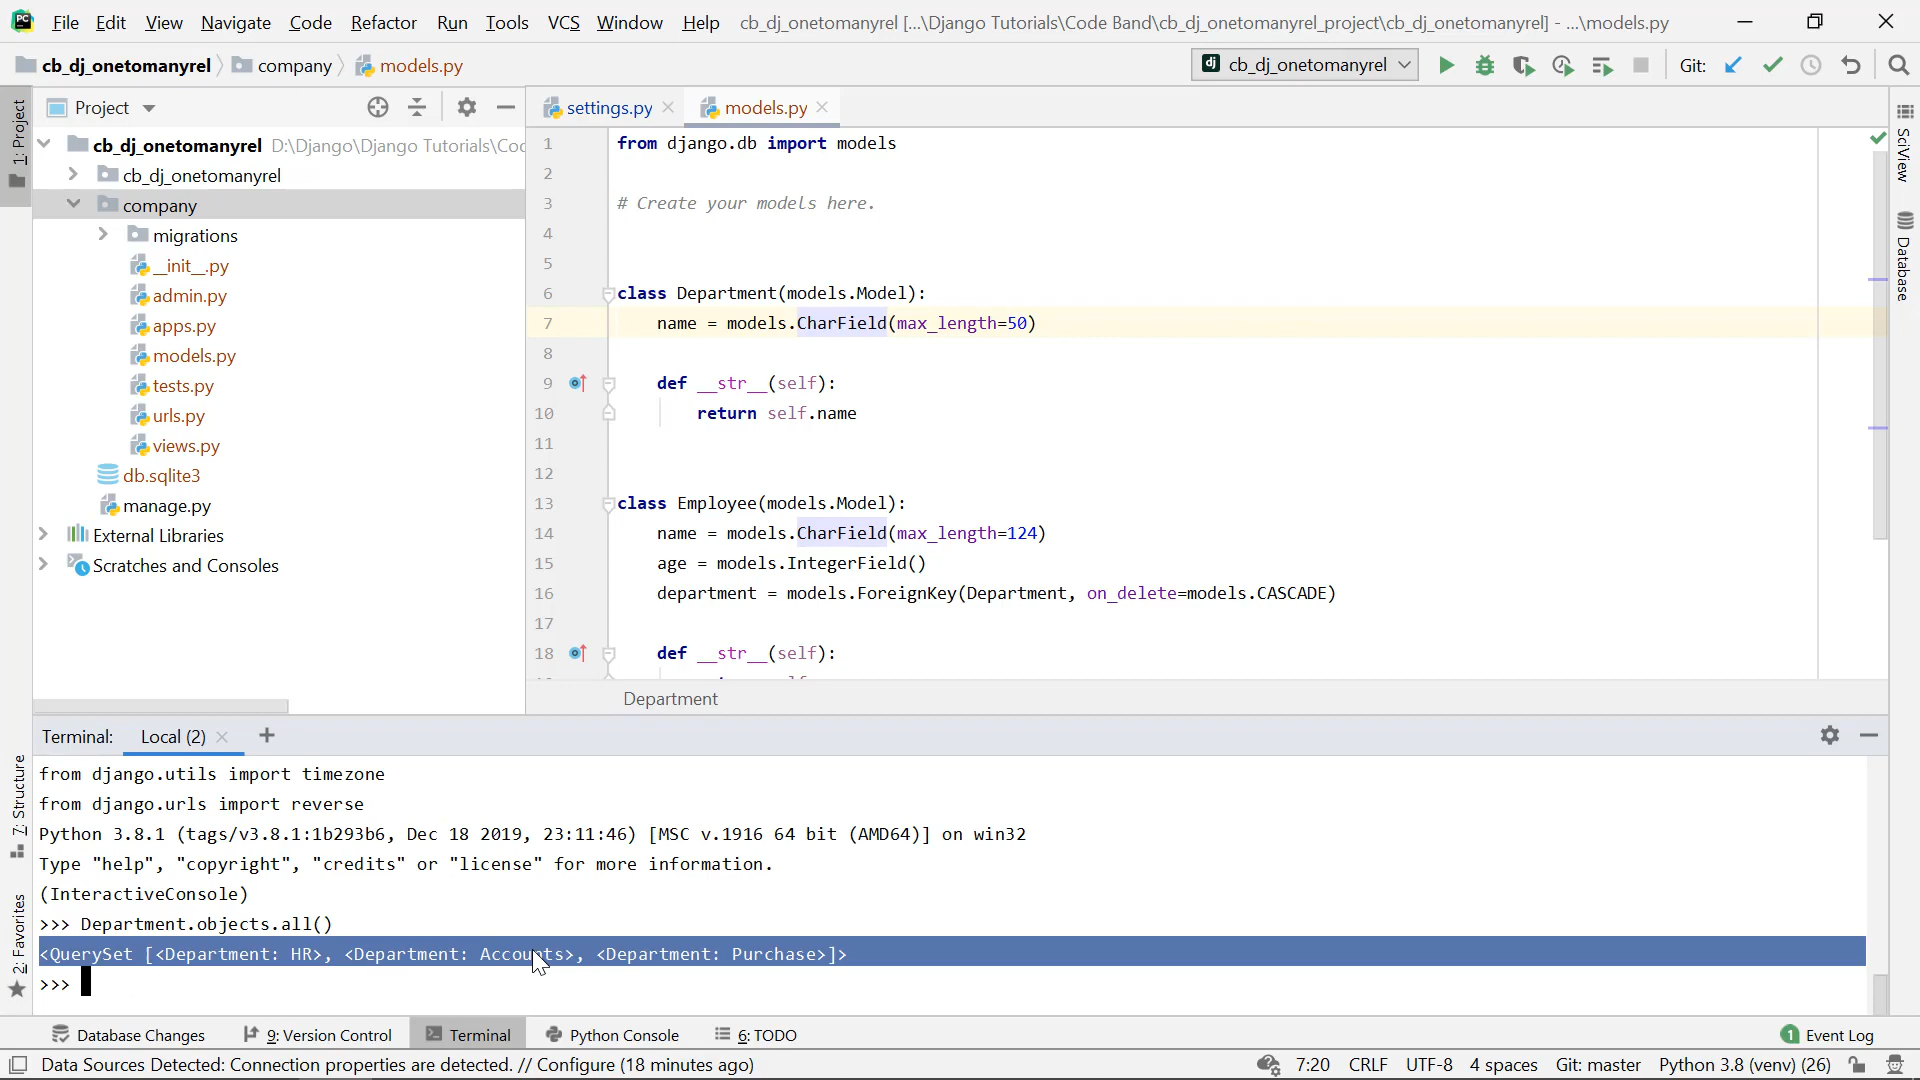 File Edit View Navigate Code Refactor Run Tools VCS Window Help cb_dj_onetomanyrel [...\Django Tutorials\Code Band\cb_dj_onetomanyrel_project\cb_dj_onetomanyrel] - ...\models.py
cb_dj_onetomanyrel company models.py
cb_dj_onetomanyrel Git:
Project
settings.py models.py
1: Project
cb_dj_onetomanyrel D:\Django\Django Tutorials\Coc
cb_dj_onetomanyrel
company
migrations
__init__.py
admin.py
apps.py
models.py
tests.py
urls.py
views.py
db.sqlite3
manage.py
External Libraries
Scratches and Consoles
1 from django.db import models
2
3 # Create your models here.
4
5
6 class Department(models.Model):
7 name = models.CharField(max_length=50)
8
9 def __str__(self):
10 return self.name
11
12
13 class Employee(models.Model):
14 name = models.CharField(max_length=124)
15 age = models.IntegerField()
16 department = models.ForeignKey(Department, on_delete=models.CASCADE)
17
18 def __str__(self):
Department
SciView
Database
Terminal: Local (2)
7: Structure
2: Favorites
from django.utils import timezone
from django.urls import reverse
Python 3.8.1 (tags/v3.8.1:1b293b6, Dec 18 2019, 23:11:46) [MSC v.1916 64 bit (AMD64)] on win32
Type "help", "copyright", "credits" or "license" for more information.
(InteractiveConsole)
>>> Department.objects.all()
<QuerySet [<Department: HR>, <Department: Accounts>, <Department: Purchase>]>
>>>
Database Changes 9: Version Control Terminal Python Console 6: TODO 1 Event Log
Data Sources Detected: Connection properties are detected. // Configure (18 minutes ago) 7:20 CRLF UTF-8 4 spaces Git: master Python 3.8 (venv) (26)